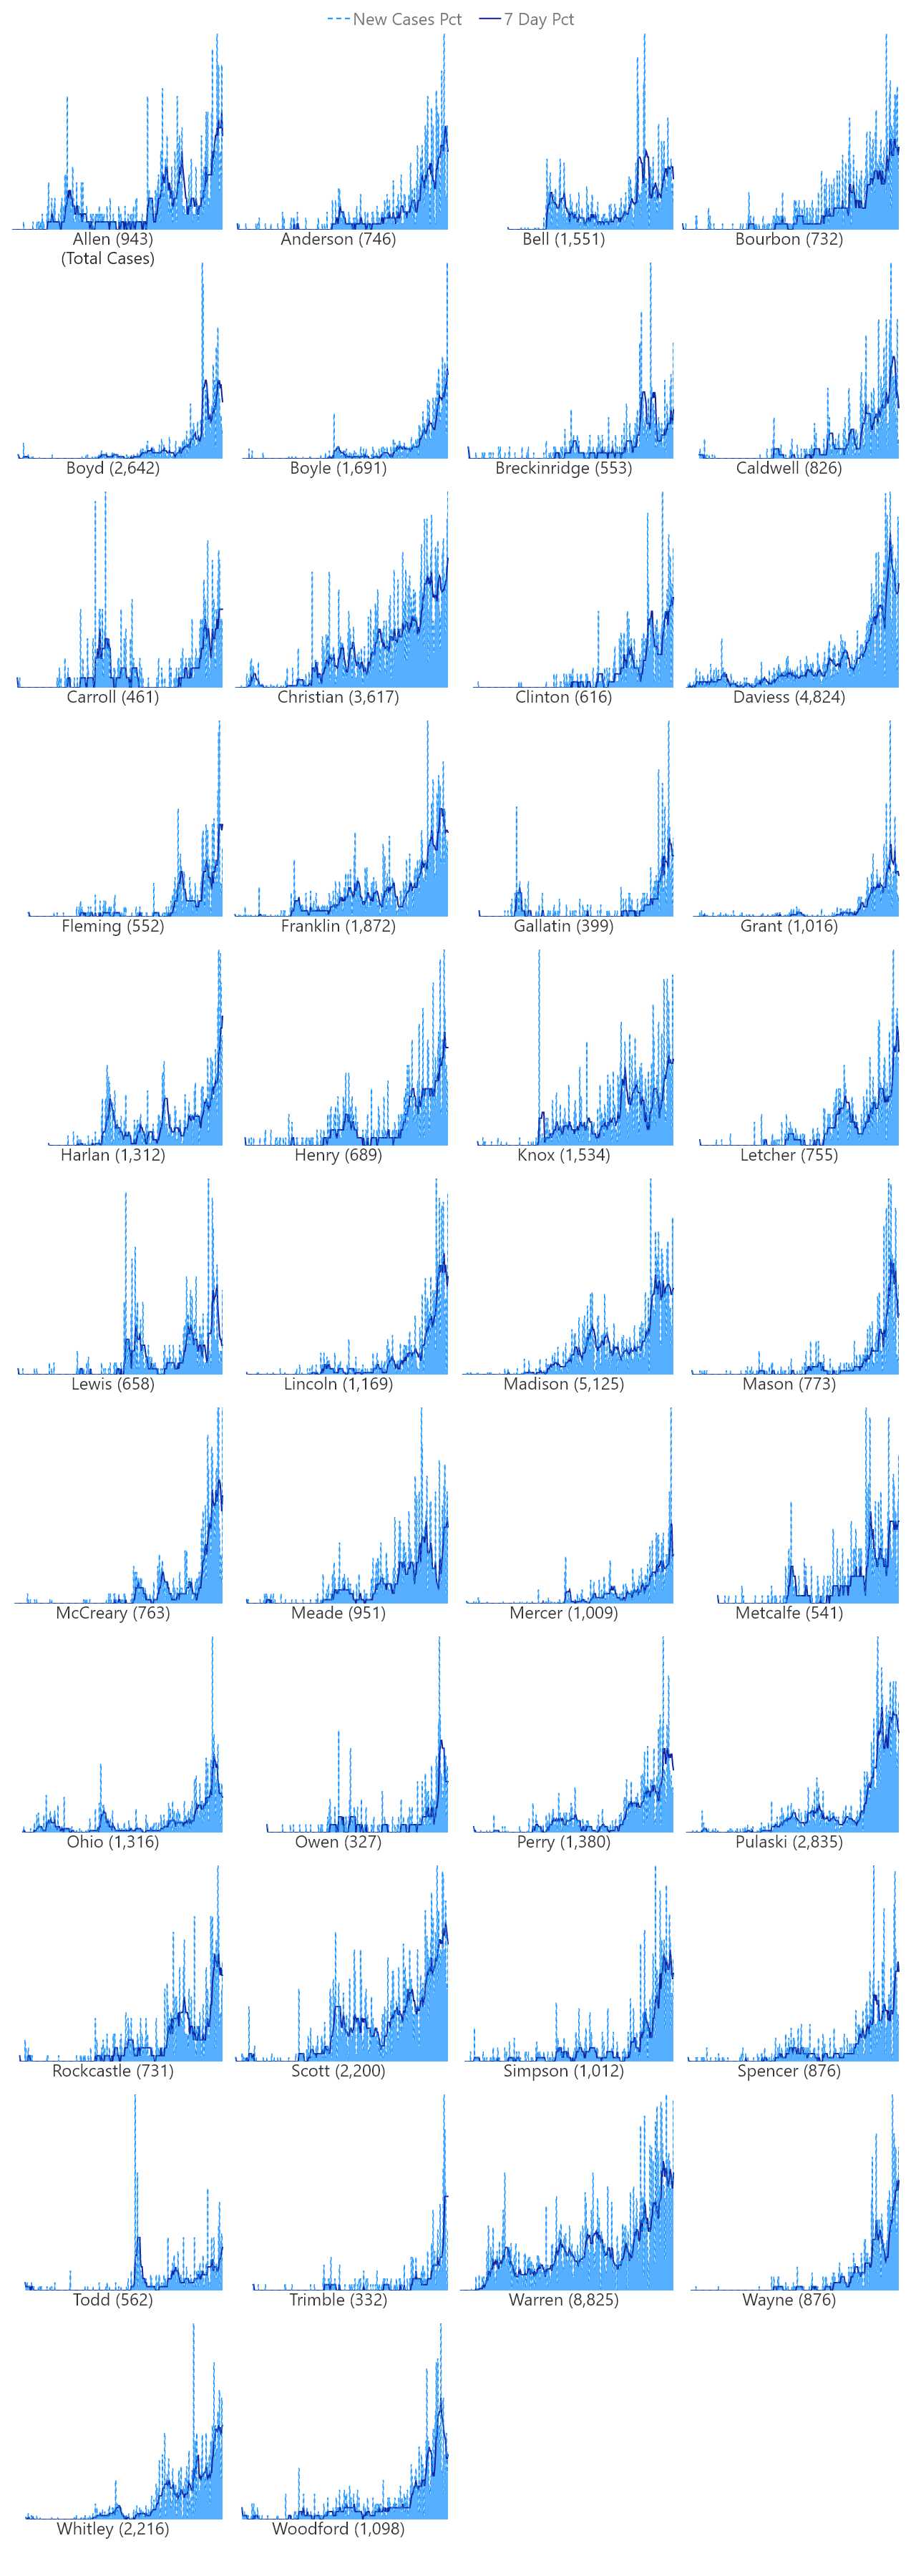 New Cases Pct 7 Day Pct
Allen (943) Anderson (746) Bell (1,551) Bourbon (732)
(Total Cases)
Boyd (2,642) Boyle (1,691) Breckinridge (553) Caldwell (826)
Carroll (461) Christian (3,617) Clinton (616) Daviess (4,824)
Fleming (552) Franklin (1,872) Gallatin (399) Grant (1,016)
Harlan (1,312) Henry (689) Knox (1,534) Letcher (755)
Lewis (658) Lincoln (1,169) Madison (5,125) Mason (773)
McCreary (763) Meade (951) Mercer (1,009) Metcalfe (541)
Ohio (1,316) Owen (327) Perry (1,380) Pulaski (2,835)
Rockcastle (731) Scott (2,200) Simpson (1,012) Spencer (876)
Todd (562) Trimble (332) Warren (8,825) Wayne (876)
Whitley (2,216) Woodford (1,098)